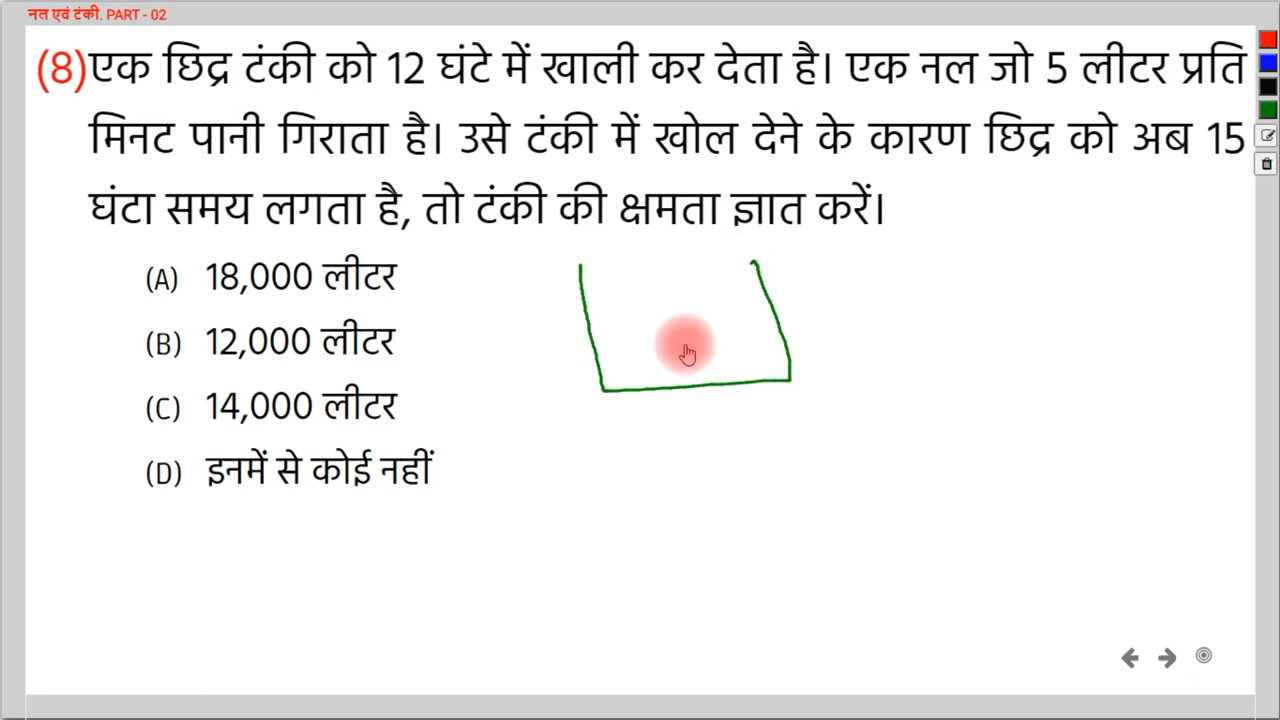 नल एवं टंकी. PART - 02
(8) एक छिद्र टंकी को 12 घंटे में खाली कर देता है। एक नल जो 5 लीटर प्रति
मिनट पानी गिराता है। उसे टंकी में खोल देने के कारण छिद्र को अब 15
घंटा समय लगता है, तो टंकी की क्षमता ज्ञात करें।
(A) 18,000 लीटर
(B) 12,000 लीटर
(C) 14,000 लीटर
(D) इनमें से कोई नहीं